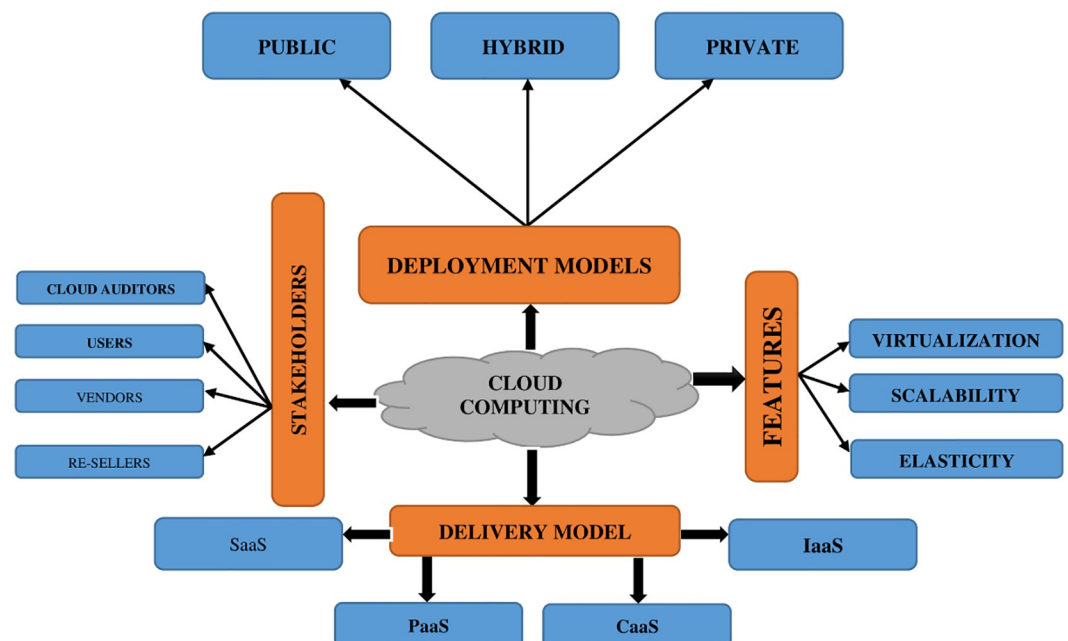 PUBLIC
HYBRID
PRIVATE
DEPLOYMENT MODELS
STAKEHOLDERS
CLOUD AUDITORS
USERS
VENDORS
RE-SELLERS
CLOUD
COMPUTING
FEATURES
VIRTUALIZATION
SCALABILITY
ELASTICITY
DELIVERY MODEL
SaaS
IaaS
PaaS
CaaS